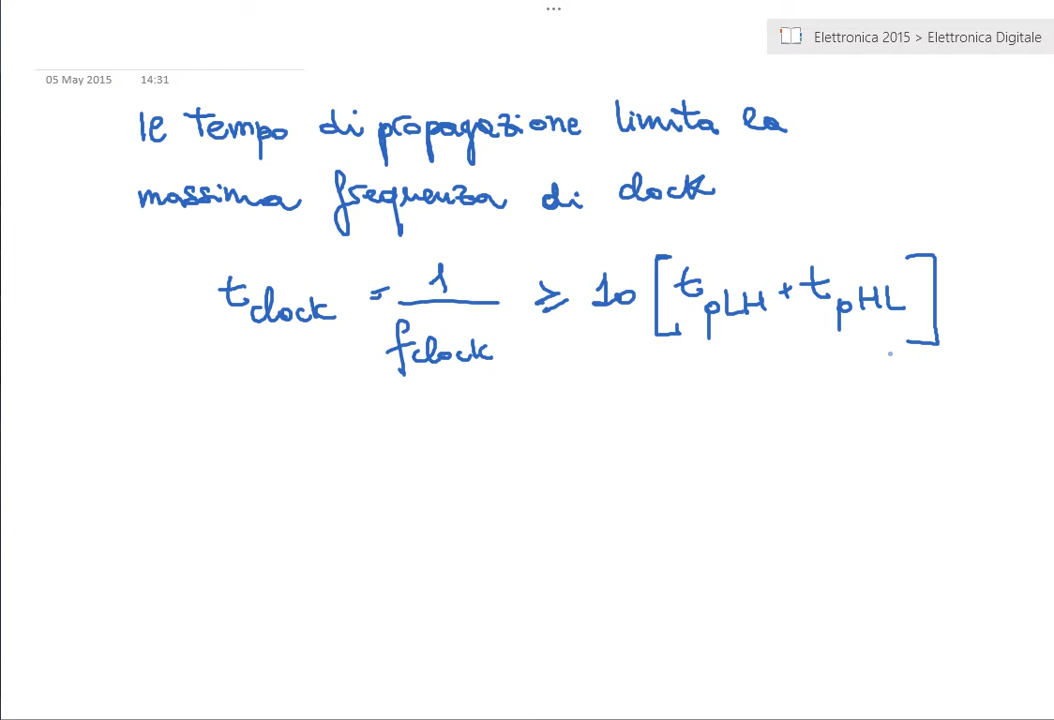 ...
Elettronica 2015 > Elettronica Digitale
05 May 2015 14:31
le tempo di propagazione limita la
massima frequenza di clock
t_clock = 1/f_clock ≥ 10 [t_pLH + t_pHL]